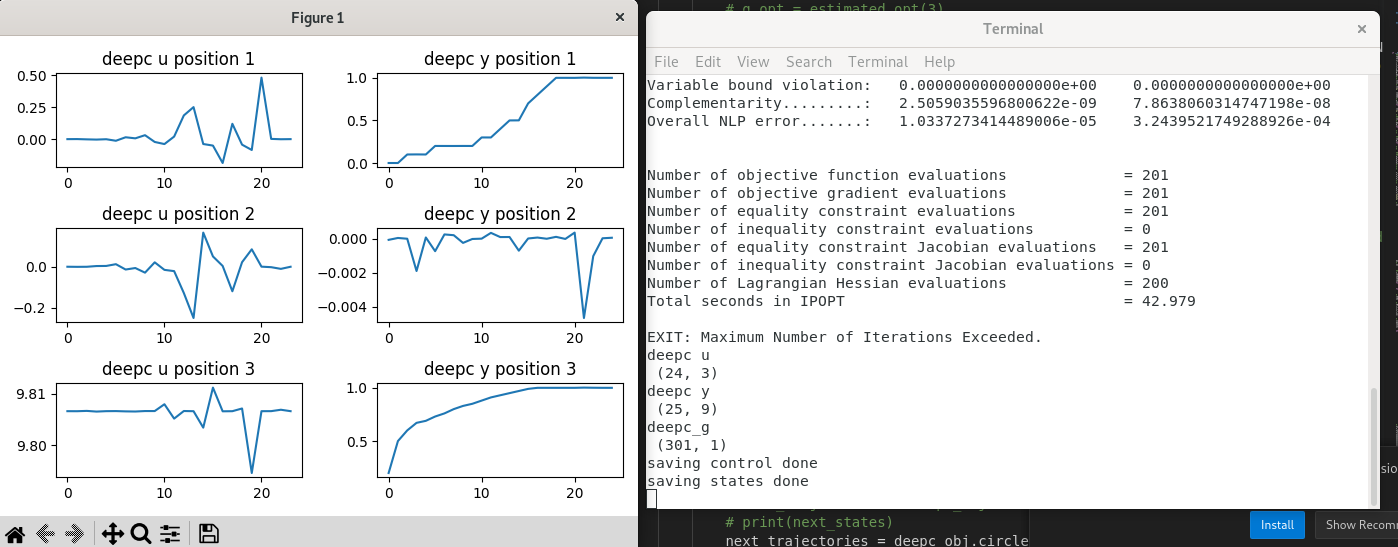 # g_opt = estimated_opt(3)
Figure 1
×
deepc u position 1
0.50
0.25
0.00
0
10
20
deepc y position 1
1.0
0.5
0.0
0
10
20
deepc u position 2
0.0
−0.2
0
10
20
deepc y position 2
0.000
−0.002
−0.004
0
10
20
deepc u position 3
9.81
9.80
0
10
20
deepc y position 3
1.0
0.5
0
10
20
Terminal
×
File Edit View Search Terminal Help
Variable bound violation: 0.0000000000000000e+00 0.0000000000000000e+00
Complementarity.........: 2.5059035596800622e-09 7.8638060314747198e-08
Overall NLP error.......: 1.0337273414489006e-05 3.2439521749288926e-04
Number of objective function evaluations = 201
Number of objective gradient evaluations = 201
Number of equality constraint evaluations = 201
Number of inequality constraint evaluations = 0
Number of equality constraint Jacobian evaluations = 201
Number of inequality constraint Jacobian evaluations = 0
Number of Lagrangian Hessian evaluations = 200
Total seconds in IPOPT = 42.979
EXIT: Maximum Number of Iterations Exceeded.
deepc u
(24, 3)
deepc y
(25, 9)
deepc_g
(301, 1)
saving control done
saving states done
# print(next_states)
next_trajectories = deepc_obj.circle
Install
Show Recom